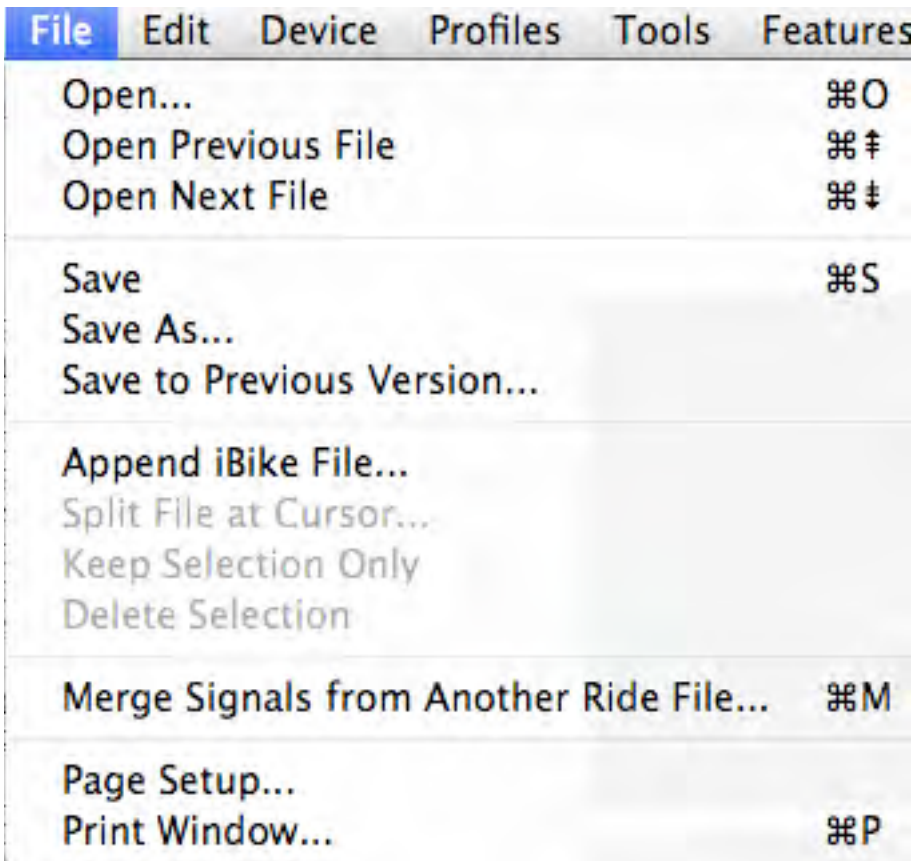 File Edit Device Profiles Tools Features
Open... ⌘O
Open Previous File ⌘⇞
Open Next File ⌘⇟
Save ⌘S
Save As...
Save to Previous Version...
Append iBike File...
Split File at Cursor...
Keep Selection Only
Delete Selection
Merge Signals from Another Ride File... ⌘M
Page Setup...
Print Window... ⌘P